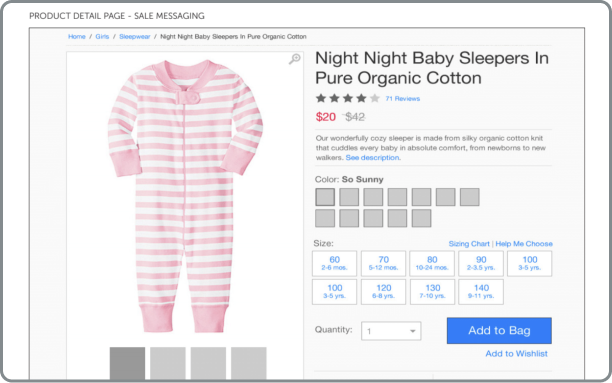 PRODUCT DETAIL PAGE - SALE MESSAGING
Home / Girls / Sleepwear / Night Night Baby Sleepers In Pure Organic Cotton
Night Night Baby Sleepers In
Pure Organic Cotton
71 Reviews
$20 $42
Our wonderfully cozy sleeper is made from silky organic cotton knit
that cuddles every baby in absolute comfort, from newborns to new
walkers. See description.
Color: So Sunny
Size:
Sizing Chart | Help Me Choose
60 70 80 90 100
2-6 mos. 5-12 mos. 10-24 mos. 2-3.5 yrs. 3-5 yrs.
100 120 130 140
3-5 yrs. 6-8 yrs. 7-10 yrs. 9-11 yrs.
Quantity: 1 Add to Bag
Add to Wishlist